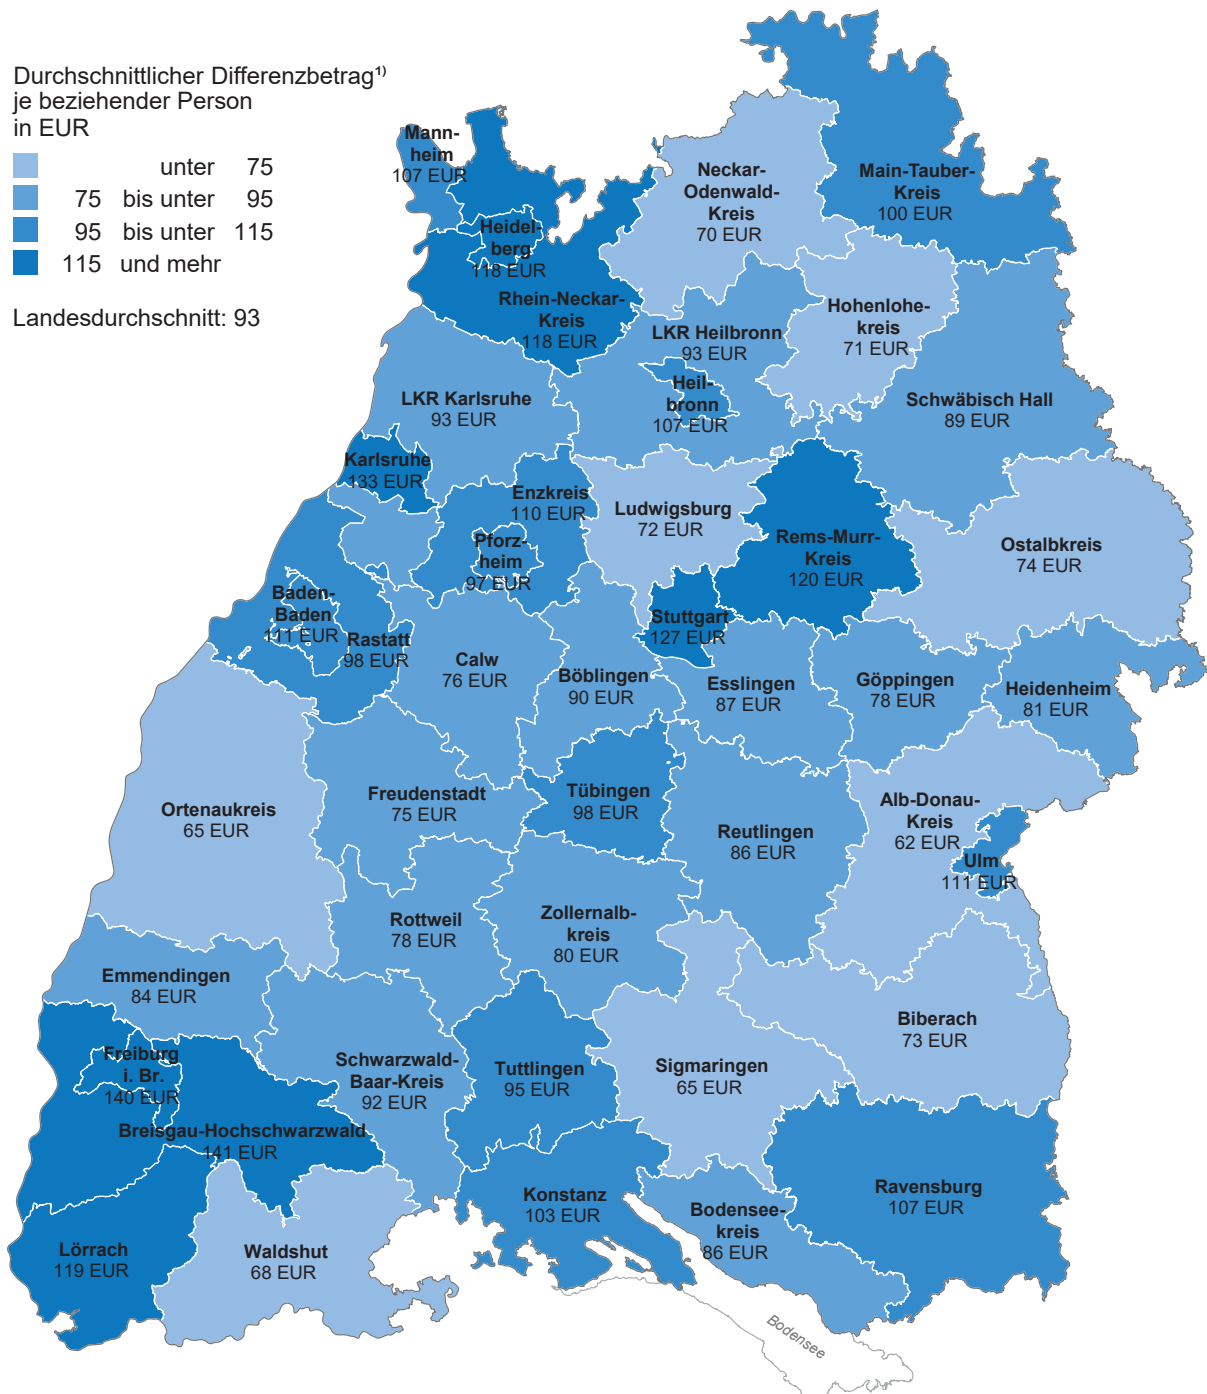 Durchschnittlicher Differenzbetrag¹⁾
je beziehender Person
in EUR
unter 75
75 bis unter 95
95 bis unter 115
115 und mehr
Landesdurchschnitt: 93
Mann-
heim
107 EUR
Neckar-
Odenwald-
Kreis
70 EUR
Main-Tauber-
Kreis
100 EUR
Heidel-
berg
118 EUR
Rhein-Neckar-
Kreis
118 EUR
Hohenlohe-
kreis
71 EUR
LKR Heilbronn
93 EUR
Heil-
bronn
107 EUR
LKR Karlsruhe
93 EUR
Schwäbisch Hall
89 EUR
Karlsruhe
133 EUR
Enzkreis
110 EUR
Ludwigsburg
72 EUR
Pforz-
heim
97 EUR
Rems-Murr-
Kreis
120 EUR
Ostalbkreis
74 EUR
Baden-
Baden
111 EUR
Rastatt
98 EUR
Stuttgart
127 EUR
Calw
76 EUR
Böblingen
90 EUR
Esslingen
87 EUR
Göppingen
78 EUR
Heidenheim
81 EUR
Ortenaukreis
65 EUR
Freudenstadt
75 EUR
Tübingen
98 EUR
Reutlingen
86 EUR
Alb-Donau-
Kreis
62 EUR
Ulm
111 EUR
Rottweil
78 EUR
Zollernalb-
kreis
80 EUR
Emmendingen
84 EUR
Biberach
73 EUR
Freiburg
i. Br.
140 EUR
Schwarzwald-
Baar-Kreis
92 EUR
Tuttlingen
95 EUR
Sigmaringen
65 EUR
Breisgau-Hochschwarzwald
141 EUR
Konstanz
103 EUR
Bodensee-
kreis
86 EUR
Ravensburg
107 EUR
Lörrach
119 EUR
Waldshut
68 EUR
Bodensee